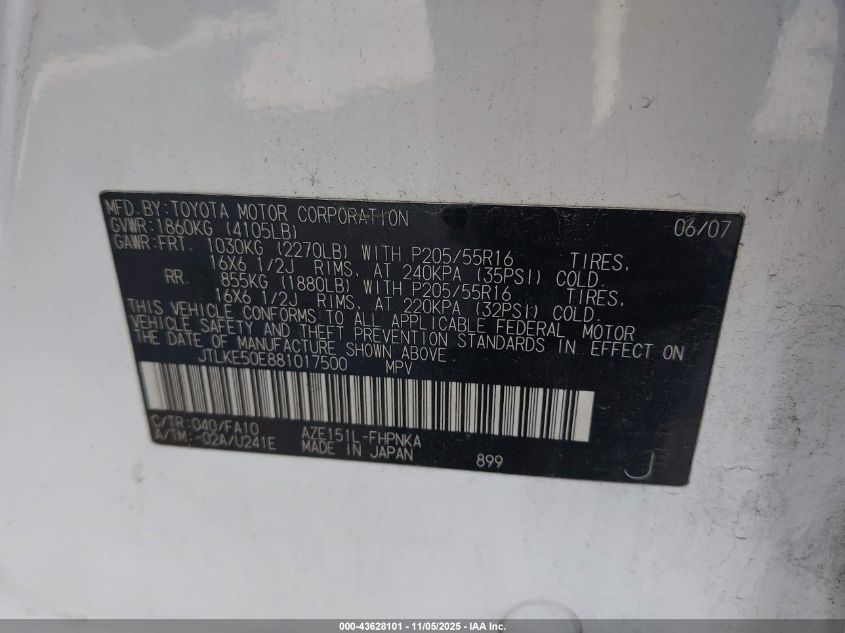 MFD.BY:TOYOTA MOTOR CORPORATION 06/07
GVWR:1860KG (4105LB)
GAWR:FRT. 1030KG (2270LB) WITH P205/55R16 TIRES,
16X6 1/2J RIMS, AT 240KPA (35PSI) COLD.
RR. 855KG (1880LB) WITH P205/55R16 TIRES,
16X6 1/2J RIMS, AT 220KPA (32PSI) COLD.
THIS VEHICLE CONFORMS TO ALL APPLICABLE FEDERAL MOTOR
VEHICLE SAFETY AND THEFT PREVENTION STANDARDS IN EFFECT ON
THE DATE OF MANUFACTURE SHOWN ABOVE.
JTLKE50E881017500 MPV
C/TR:040/FA10 AZE151L-FHPNKA
A/TM:-02A/U241E MADE IN JAPAN 899 J
000-43628101 - 11/05/2025 - IAA Inc.